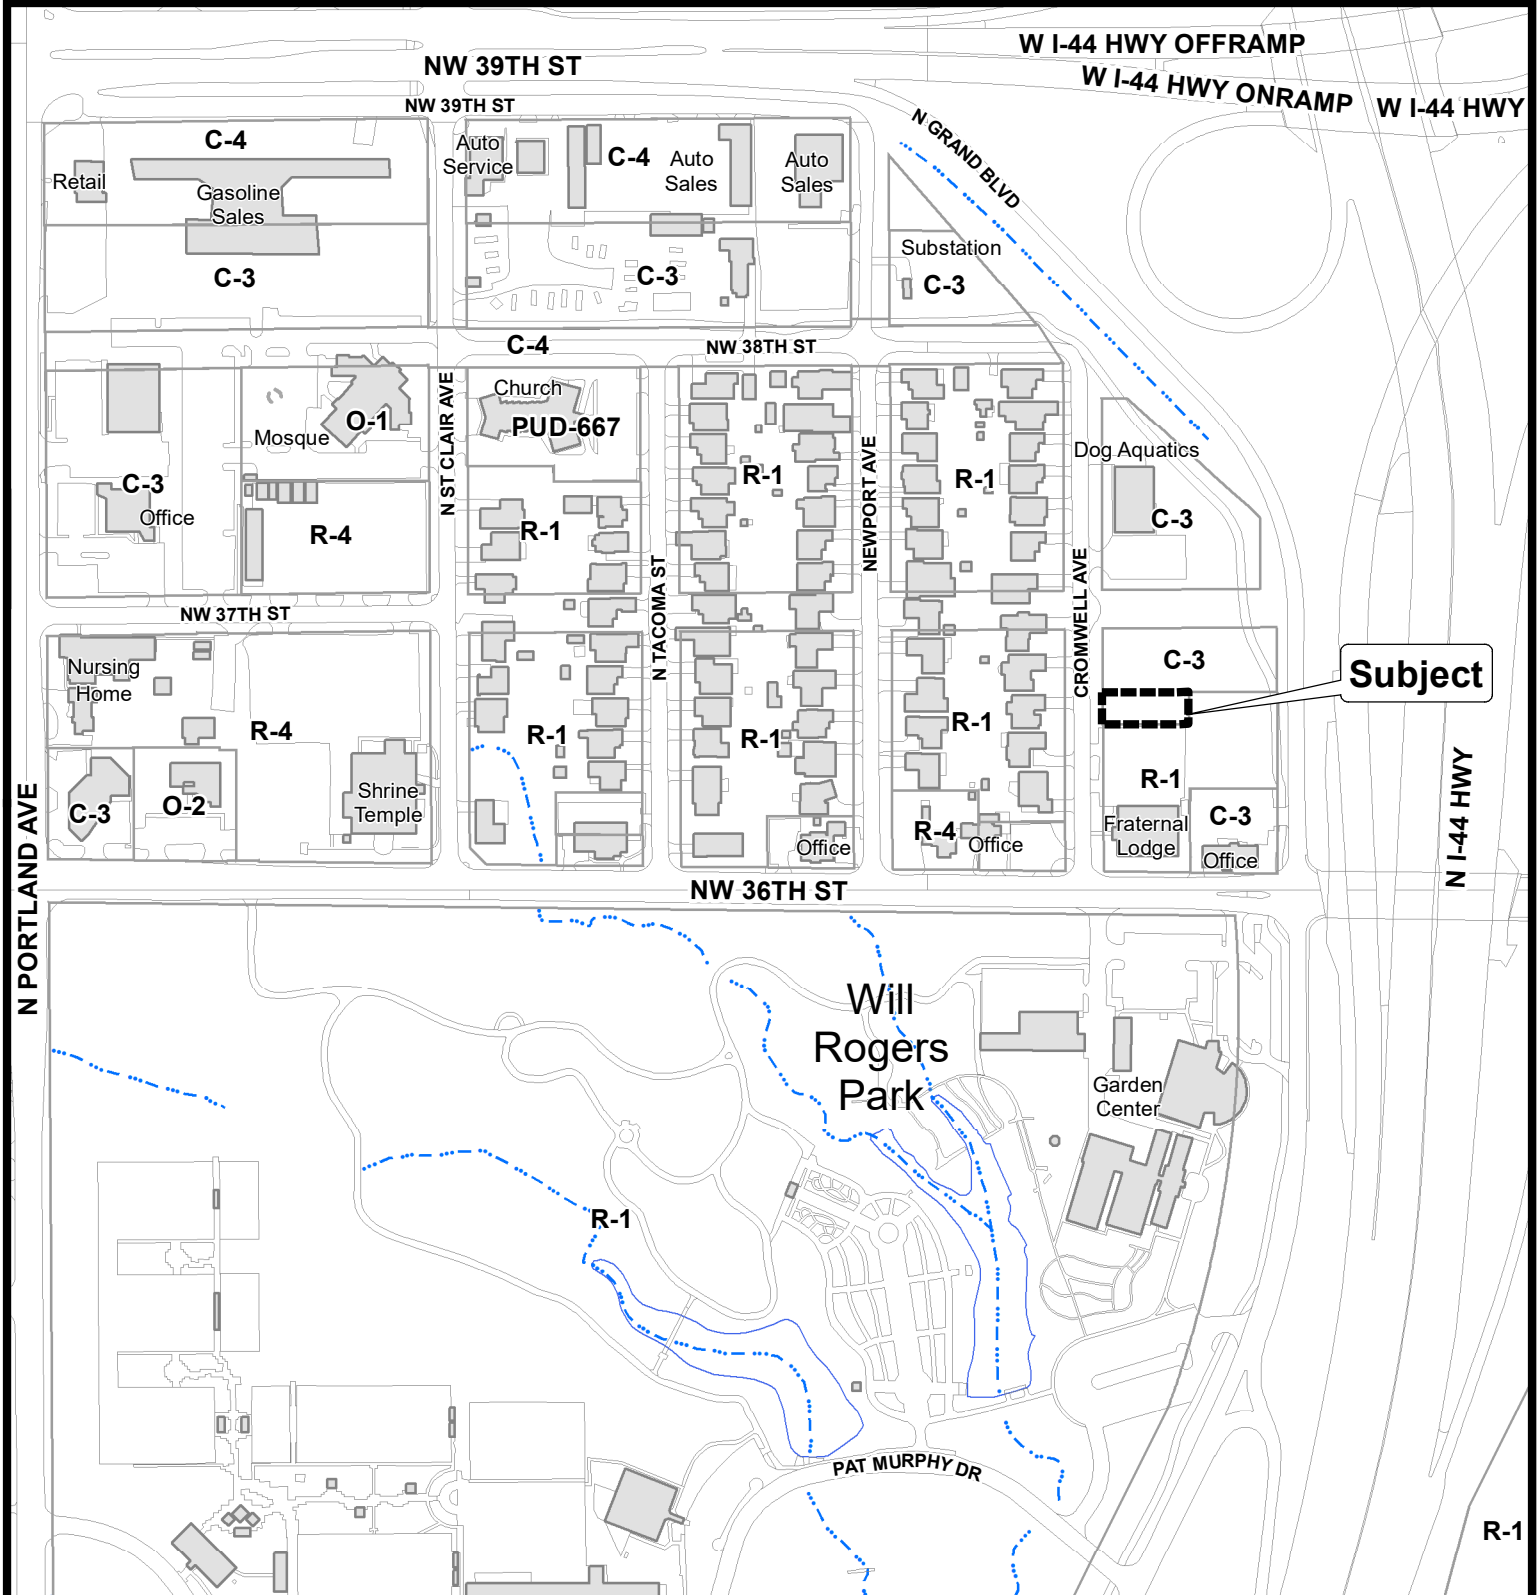 W I-44 HWY OFFRAMP
NW 39TH ST
W I-44 HWY ONRAMP
W I-44 HWY
NW 39TH ST
N GRAND BLVD
C-4
Retail
Gasoline
Sales
C-3
Auto
Service
C-4
Auto
Sales
Auto
Sales
C-3
Substation
C-3
C-4
NW 38TH ST
N ST CLAIR AVE
Church
PUD-667
O-1
Mosque
C-3
Office
R-4
R-1
R-1
NEWPORT AVE
R-1
Dog Aquatics
C-3
N TACOMA ST
CROMWELL AVE
NW 37TH ST
Nursing
Home
R-4
C-3
O-2
Shrine
Temple
R-1
R-1
R-1
C-3
Subject
R-1
Fraternal
Lodge
C-3
Office
R-4
Office
Office
N PORTLAND AVE
N I-44 HWY
NW 36TH ST
Will
Rogers
Park
Garden
Center
R-1
PAT MURPHY DR
R-1